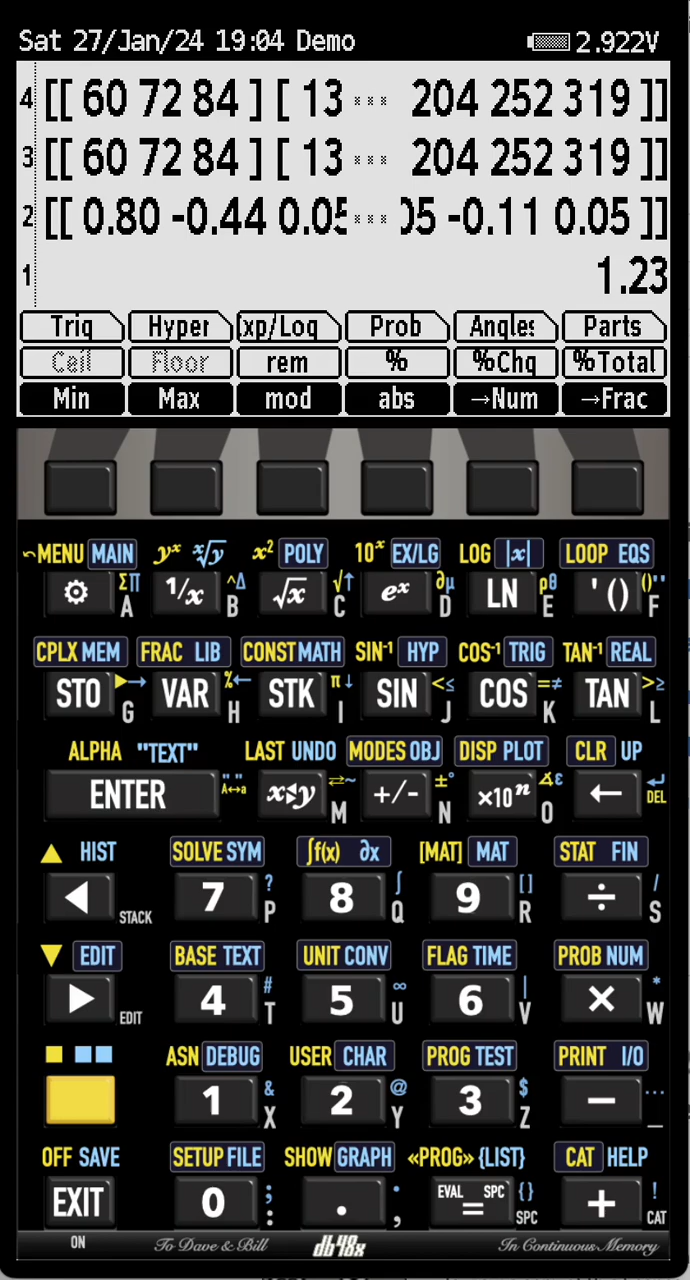 Sat 27/Jan/24 19:04 Demo 2.922V
4 [[ 60 72 84 ] [ 13 ... 204 252 319 ]]
3 [[ 60 72 84 ] [ 13 ... 204 252 319 ]]
2 [[ 0.80 -0.44 0.05 ... 05 -0.11 0.05 ]]
1 1.23
Trig Hyper Exp/Log Prob Angles Parts
Ceil Floor rem % %Chq %Total
Min Max mod abs →Num →Frac
↶MENU MAIN yˣ ˣ√y x² POLY 10ˣ EX/LG LOG |x| LOOP EQS
⚙ ΣΠ A ¹/x ^Δ B √x √↑ C eˣ ∂µ D LN ρθ E ' () ()'' F
CPLX MEM FRAC LIB CONST MATH SIN⁻¹ HYP COS⁻¹ TRIG TAN⁻¹ REAL
STO ▶→ G VAR %← H STK π↓ I SIN <≤ J COS =≠ K TAN >≥ L
ALPHA "TEXT" LAST UNDO MODES OBJ DISP PLOT CLR UP
ENTER " " A↔a x⇄y ⇄~ M +/- ±° N ×10ⁿ ∡ε O ← ↵ DEL
▲ HIST SOLVE SYM ∫f(x) ∂x [MAT] MAT STAT FIN
◀ STACK 7 ? P 8 ∫ Q 9 [] R ÷ / S
▼ EDIT BASE TEXT UNIT CONV FLAG TIME PROB NUM
▶ EDIT 4 # T 5 ∞ U 6 | V × * W
ASN DEBUG USER CHAR PROG TEST PRINT I/O
1 & X 2 @ Y 3 $ Z − ... _
OFF SAVE SETUP FILE SHOW GRAPH «PROG» {LIST} CAT HELP
EXIT 0 ; : . · , EVAL SPC = {} SPC + ! CAT
ON To Dave & Bill db48x In Continuous Memory